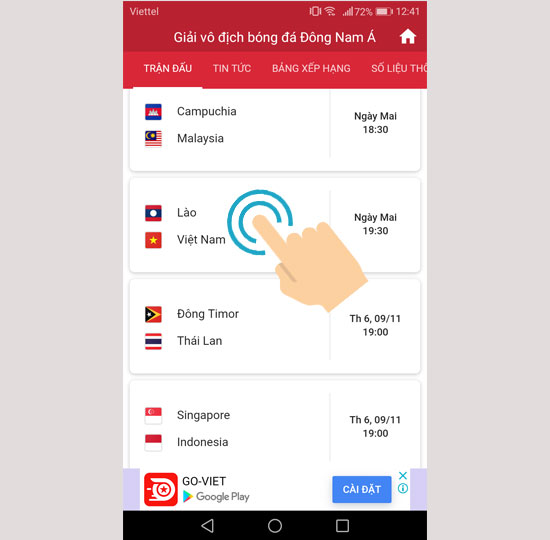 Viettel 72% 12:41
Giải vô địch bóng đá Đông Nam Á
TRẬN ĐẤU TIN TỨC BẢNG XẾP HẠNG SỐ LIỆU THỐ
Campuchia
Malaysia
Ngày Mai
18:30
Lào
Việt Nam
Ngày Mai
19:30
Đông Timor
Thái Lan
Th 6, 09/11
19:00
Singapore
Indonesia
Th 6, 09/11
19:00
GO-VIET
Google Play
CÀI ĐẶT